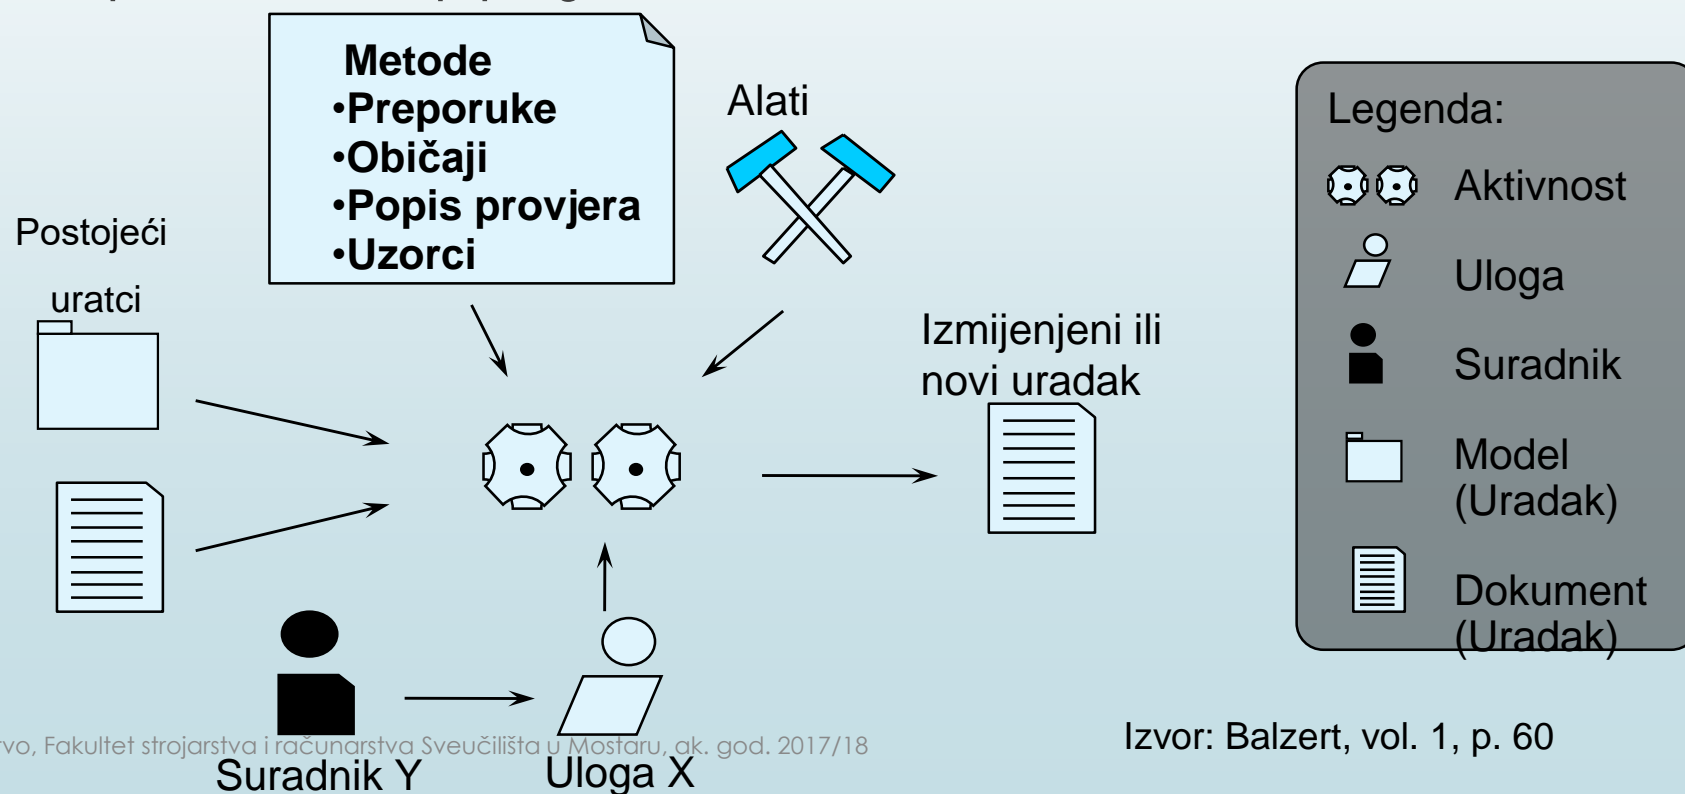 Metode
•Preporuke
•Običaji
•Popis provjera
•Uzorci
Alati
Postojeći
uratci
Izmijenjeni ili
novi uradak
Suradnik Y
Uloga X
Legenda:
Aktivnost
Uloga
Suradnik
Model
(Uradak)
Dokument
(Uradak)
Izvor: Balzert, vol. 1, p. 60
vo, Fakultet strojarstva i računarstva Sveučilišta u Mostaru, ak. god. 2017/18